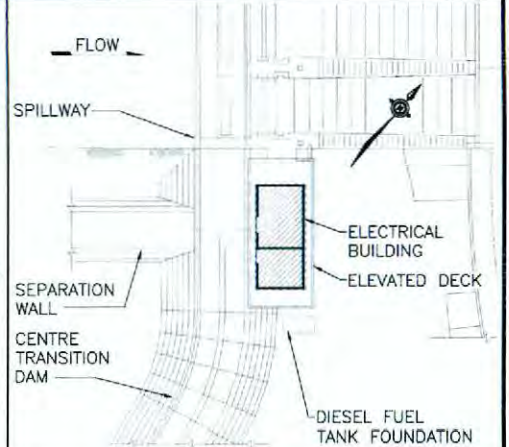 FLOW
SPILLWAY
ELECTRICAL
BUILDING
ELEVATED DECK
SEPARATION
WALL
CENTRE
TRANSITION
DAM
DIESEL FUEL
TANK FOUNDATION